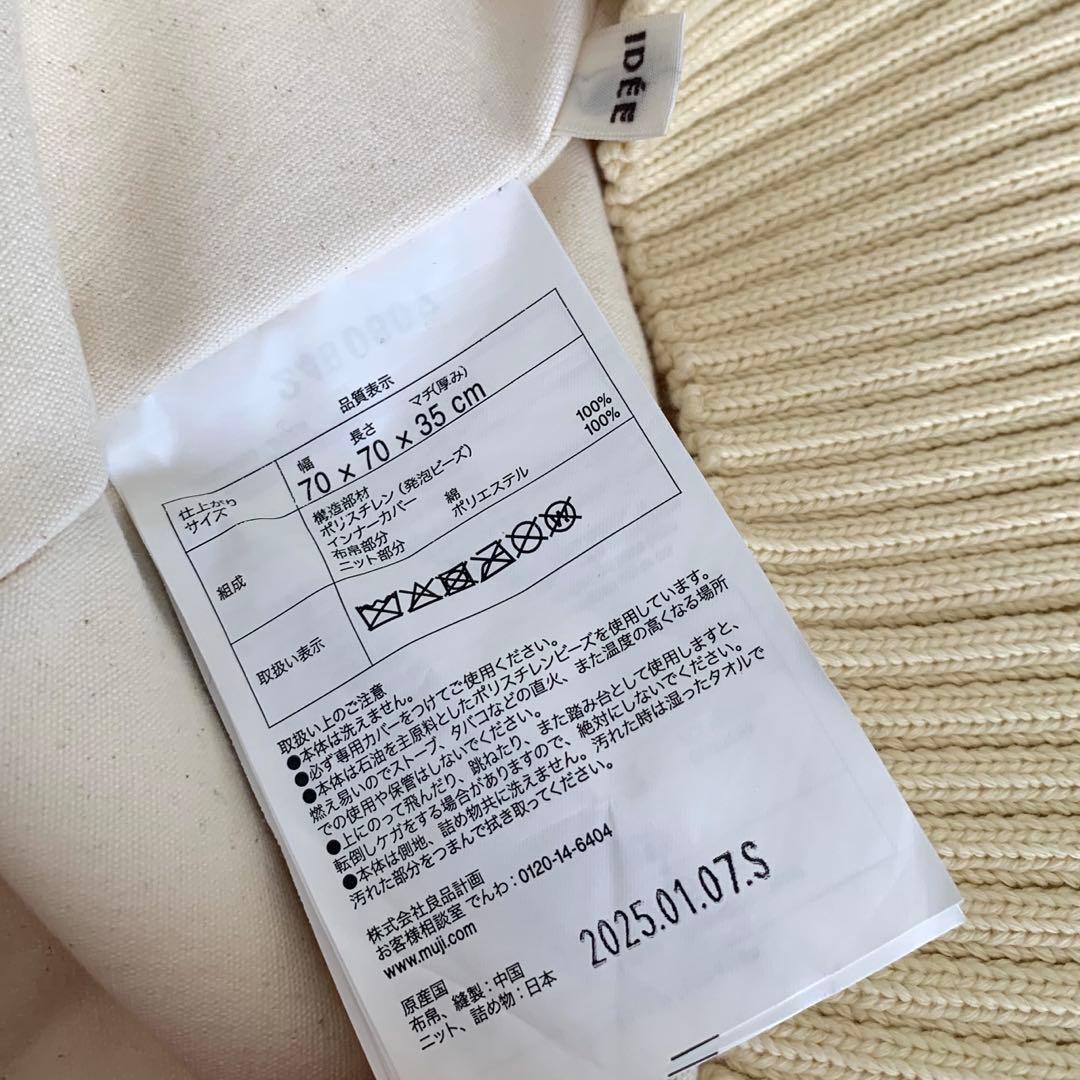 IDÉE
品質表示
仕上がり
サイズ
幅 長さ マチ(厚み)
70 × 70 × 35 cm
組成
構造部材
ポリスチレン(発泡ビーズ)
インナーカバー
布帛部分 綿 100%
ニット部分 ポリエステル 100%
取扱い表示
取扱い上のご注意
●本体は洗えません。
●必ず専用カバーをつけてご使用ください。
●本体は石油を主原料としたポリスチレンビーズを使用しています。
燃え易いのでストーブ、タバコなどの直火、また温度の高くなる場所
での使用や保管はしないでください。
●上にのって飛んだり、跳ねたり、また踏み台として使用しますと、
転倒しケガをする場合がありますので、絶対にしないでください。
●本体は側地、詰め物共に洗えません。汚れた時は湿ったタオルで
汚れた部分をつまんで拭き取ってください。
株式会社良品計画
お客様相談室 でんわ:0120-14-6404
www.muji.com
2025.01.07.S
原産国
布帛、縫製:中国
ニット、詰め物:日本